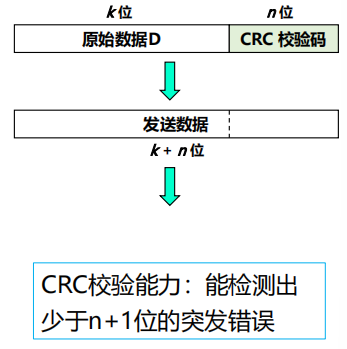 k 位 n 位
原始数据D CRC 校验码
发送数据
k + n 位
CRC校验能力：能检测出
少于n+1位的突发错误